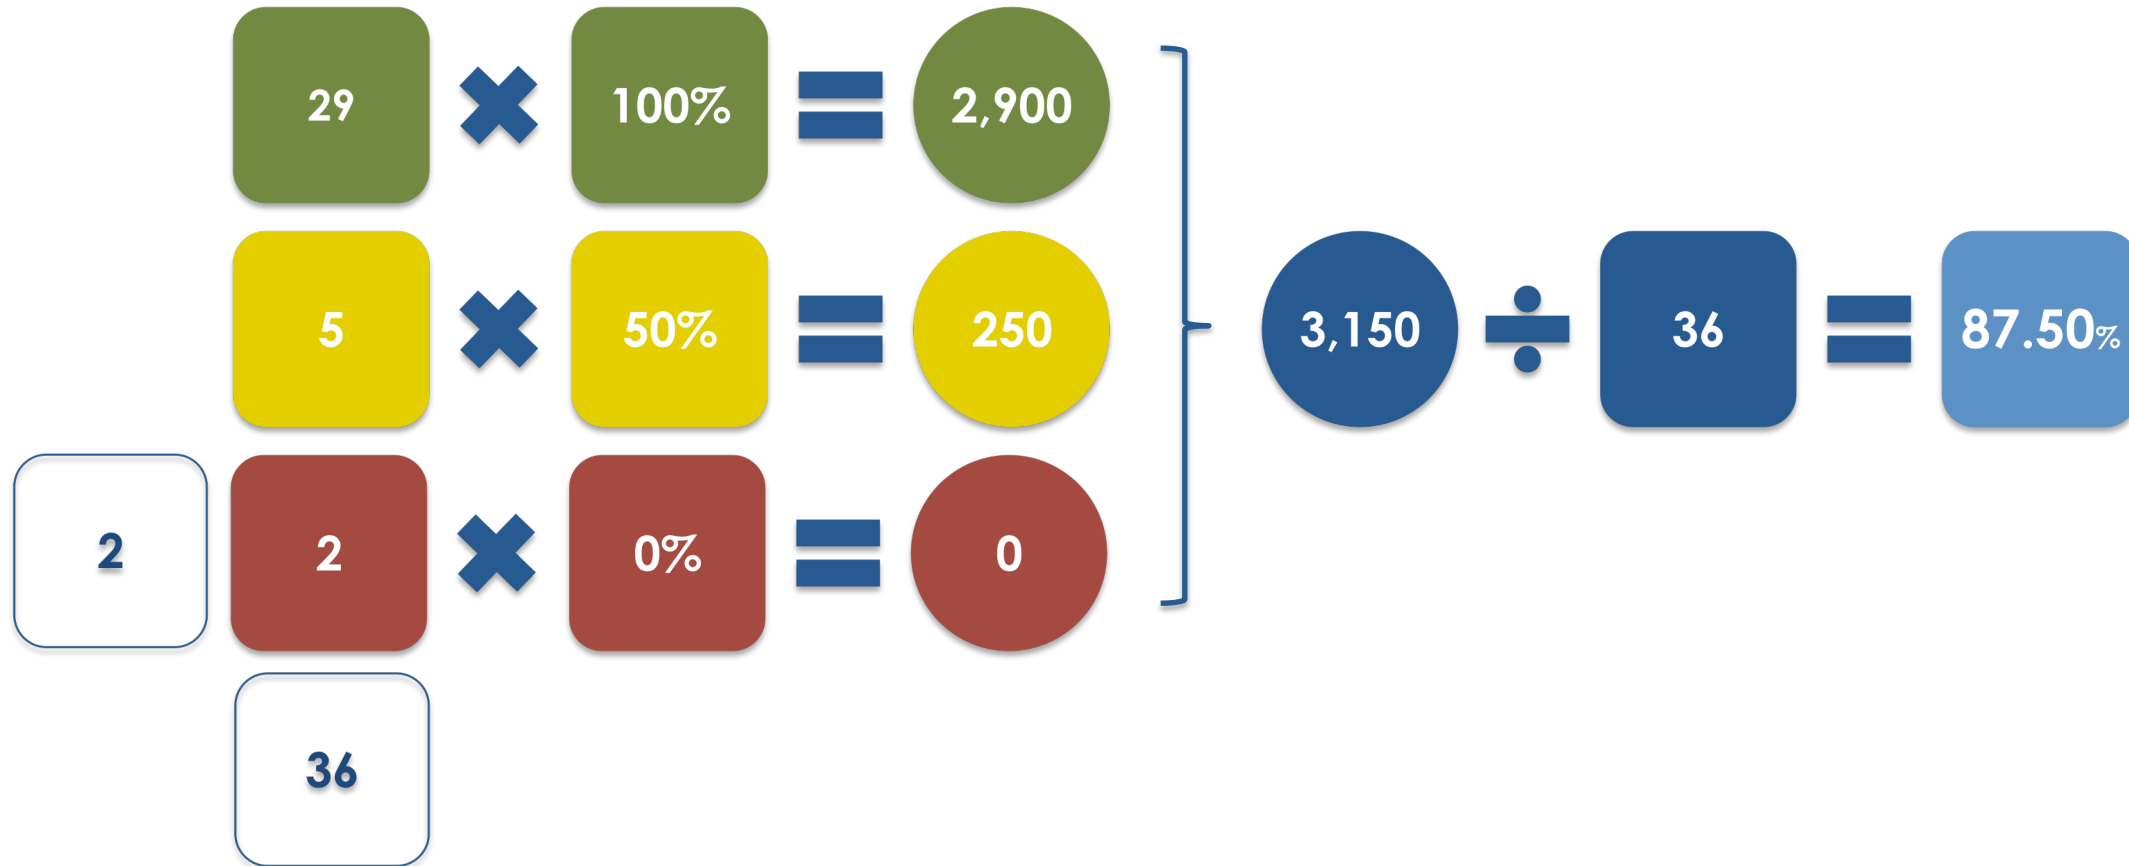 29 ✖ 100% = 2,900
5 ✖ 50% = 250
3,150 ÷ 36 = 87.50%
2 2 ✖ 0% = 0
36